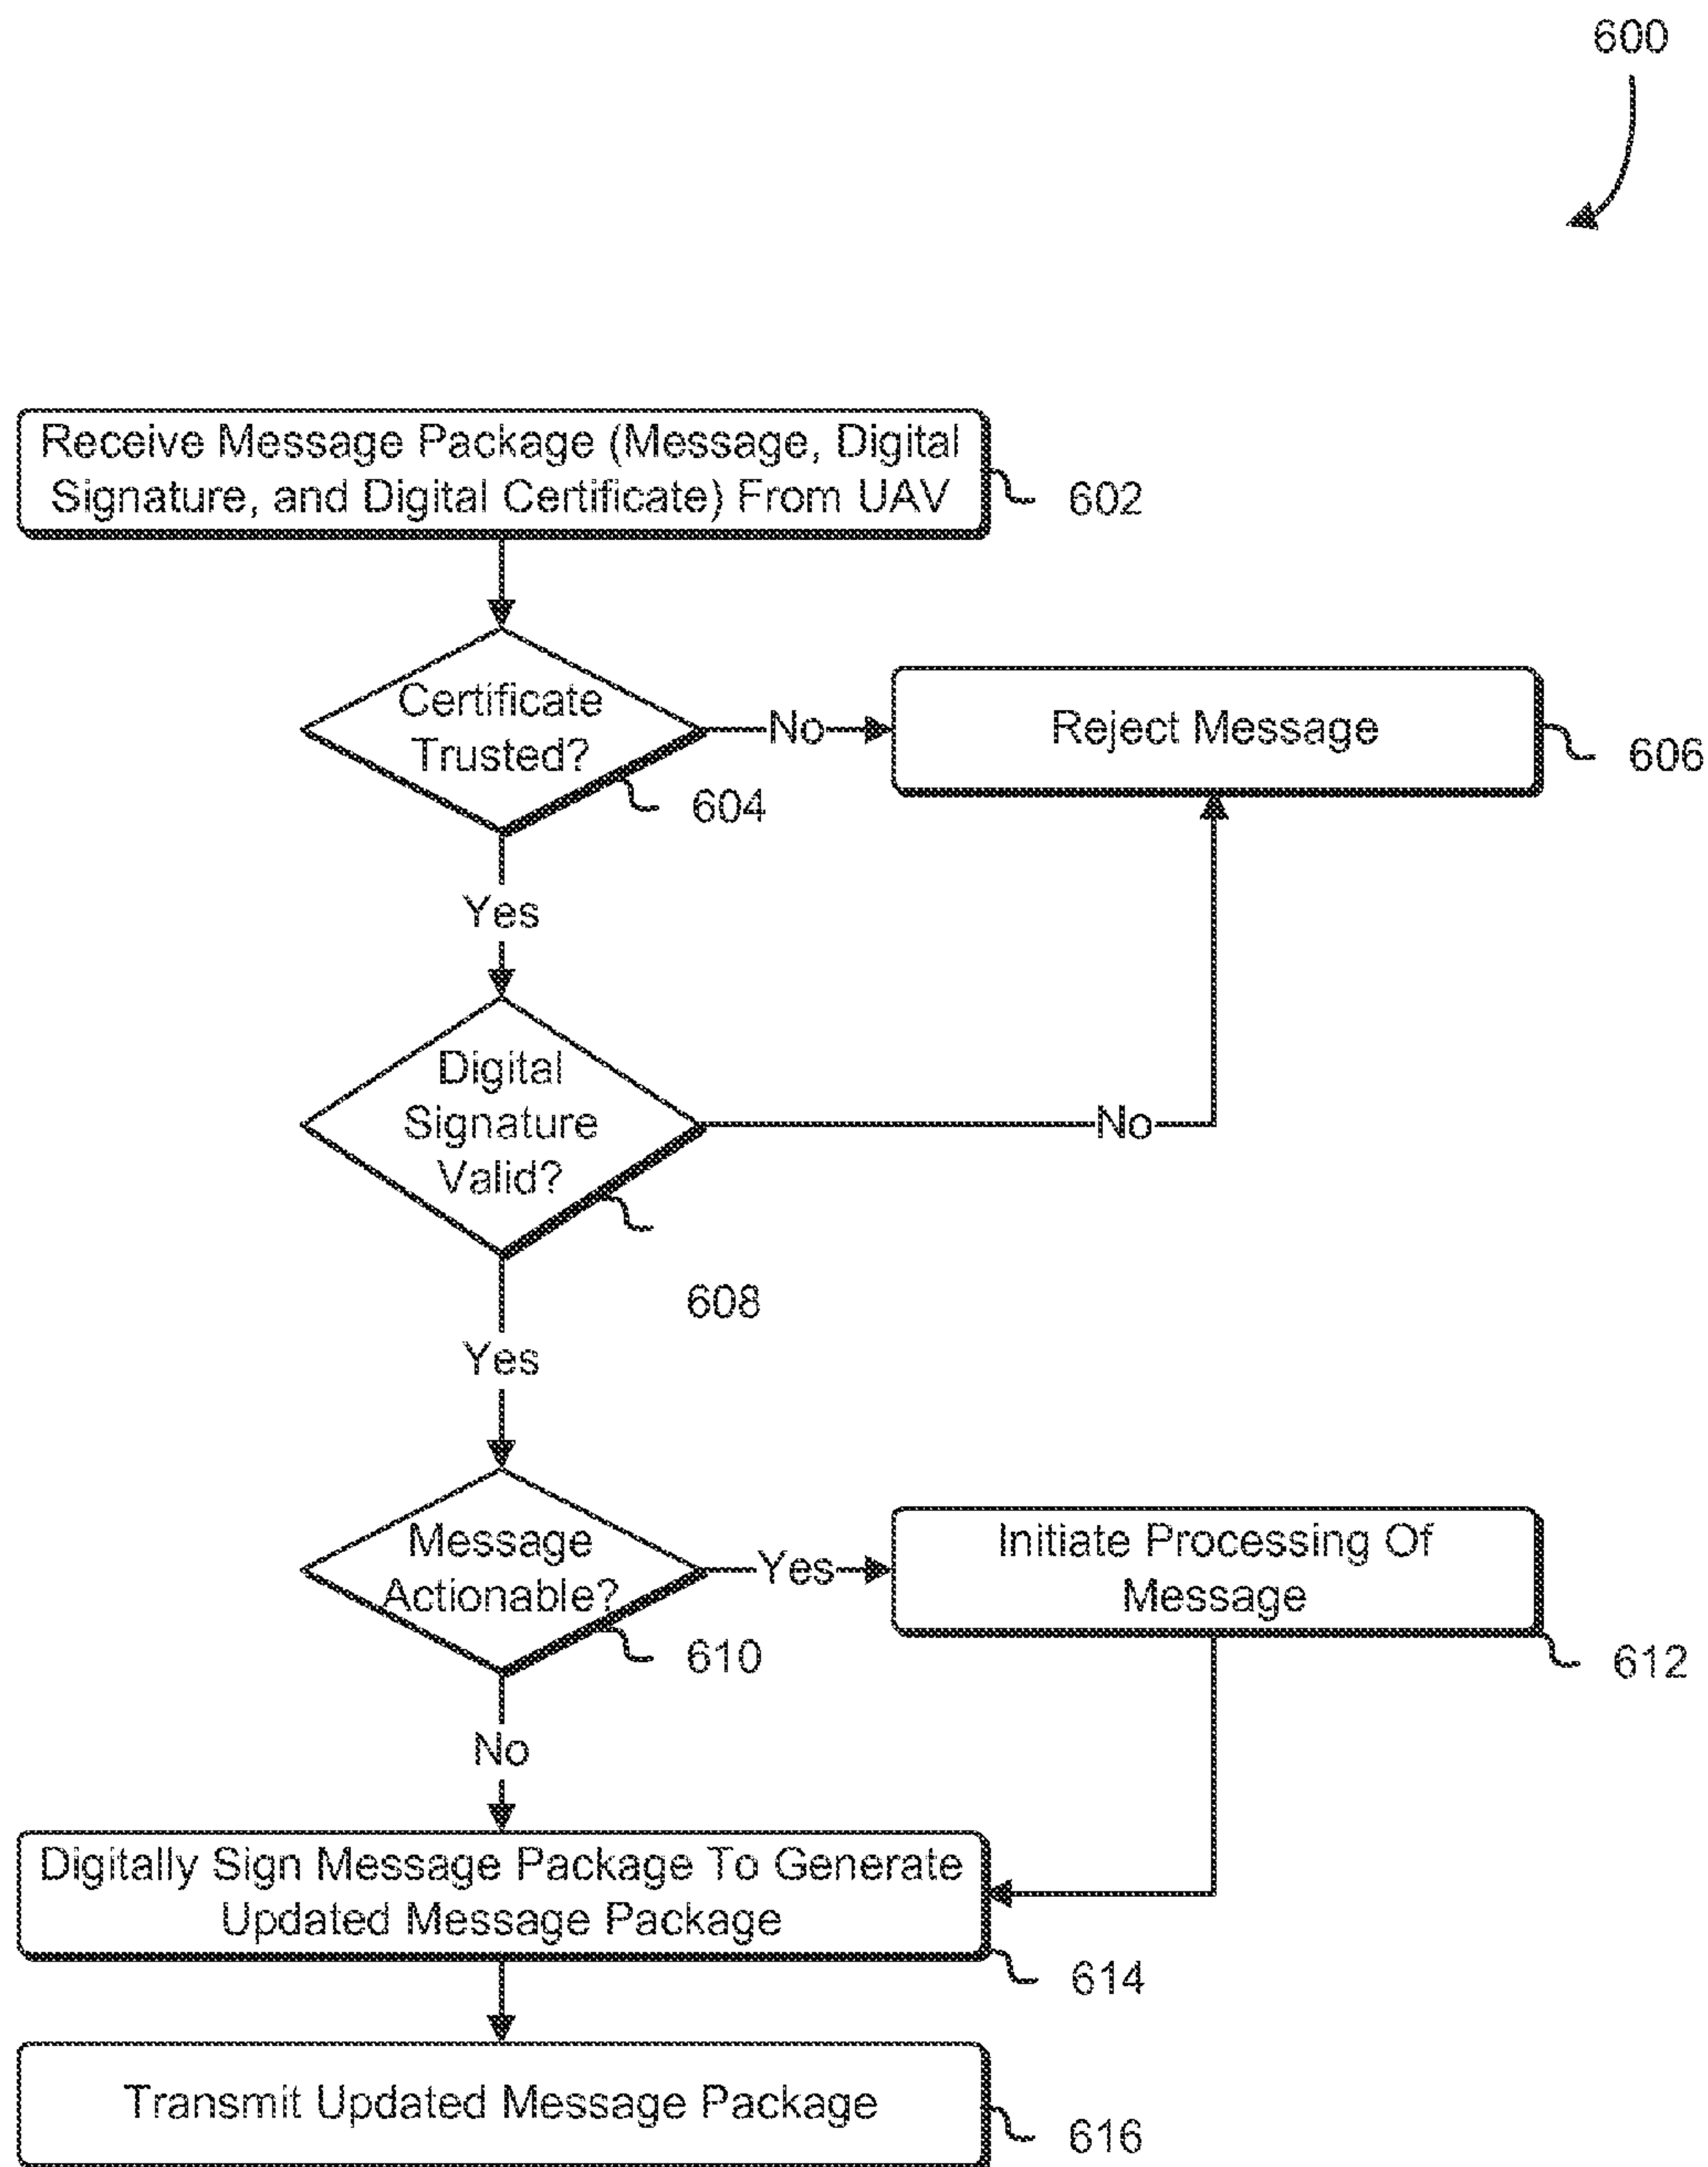 600
Receive Message Package (Message, Digital
Signature, and Digital Certificate) From UAV
602
Certificate
Trusted?
604
No
Reject Message
606
Yes
Digital
Signature
Valid?
608
No
Yes
Message
Actionable?
610
Yes
Initiate Processing Of
Message
612
No
Digitally Sign Message Package To Generate
Updated Message Package
614
Transmit Updated Message Package
616